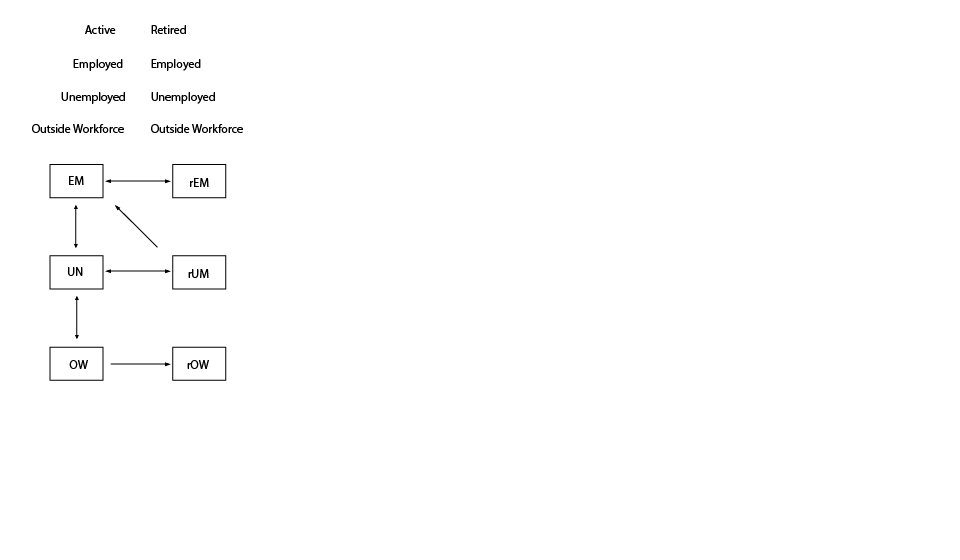 Active Retired
Employed Employed
Unemployed Unemployed
Outside Workforce Outside Workforce
EM rEM
UN rUM
OW rOW